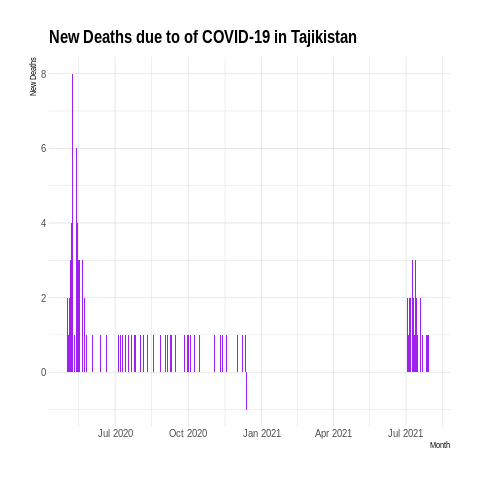 New Deaths due to of COVID-19 in Tajikistan
New Deaths
8
6
4
2
0
Jul 2020 Oct 2020 Jan 2021 Apr 2021 Jul 2021
Month